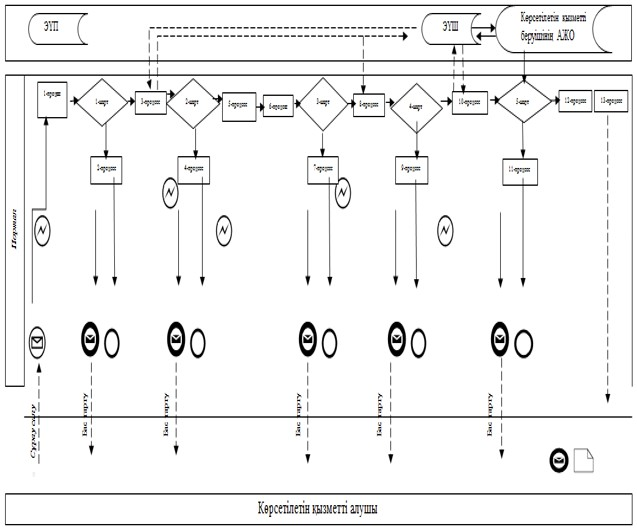 ЭҮП
ЭҮШ
Көрсетілетін қызметті
берушінің АЖО
1-процесс
1-шарт
3-процесс
2-шарт
5-процесс
6-процесс
3-шарт
8-процесс
4-шарт
10-процесс
5-шарт
12-процесс
13-процесс
2-процесс
4-процесс
7-процесс
9-процесс
11-процесс
Портал
Сұрау салу
Бас тарту
Бас тарту
Бас тарту
Бас тарту
Бас тарту
Көрсетілетін қызметті алушы